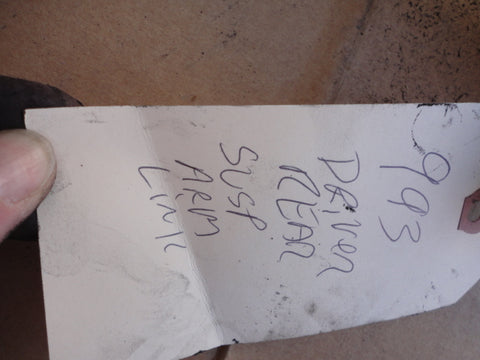 993
DRIVER
REAR
SUSP
ARM
LINK